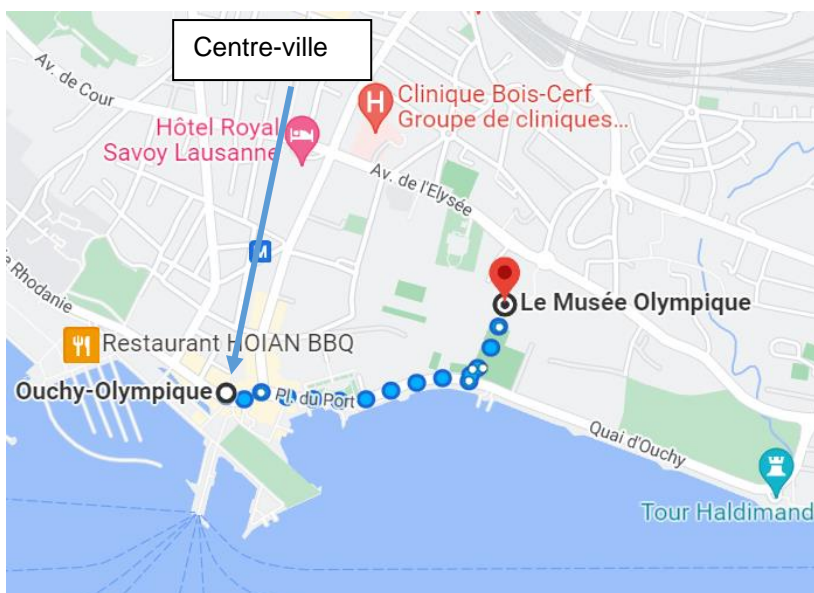 Centre-ville
Av. de Cour
H
Clinique Bois-Cerf
Groupe de cliniques...
Hôtel Royal
Savoy Lausanne
Av. de l'Elysée
M
Rhodanie
Le Musée Olympique
Restaurant HOIAN BBQ
Ouchy-Olympique
Pl. du Port
Quai d'Ouchy
Tour Haldimand